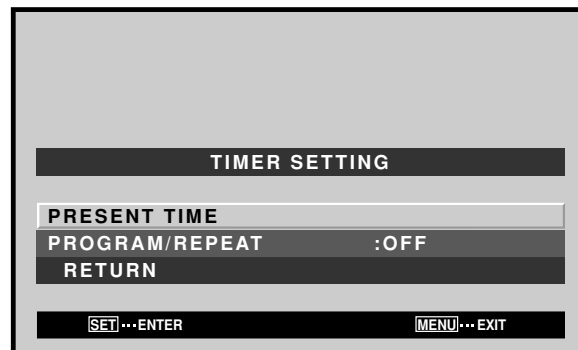 TIMER SETTING
PRESENT TIME
PROGRAM/REPEAT :OFF
RETURN
SET ··· ENTER MENU ··· EXIT